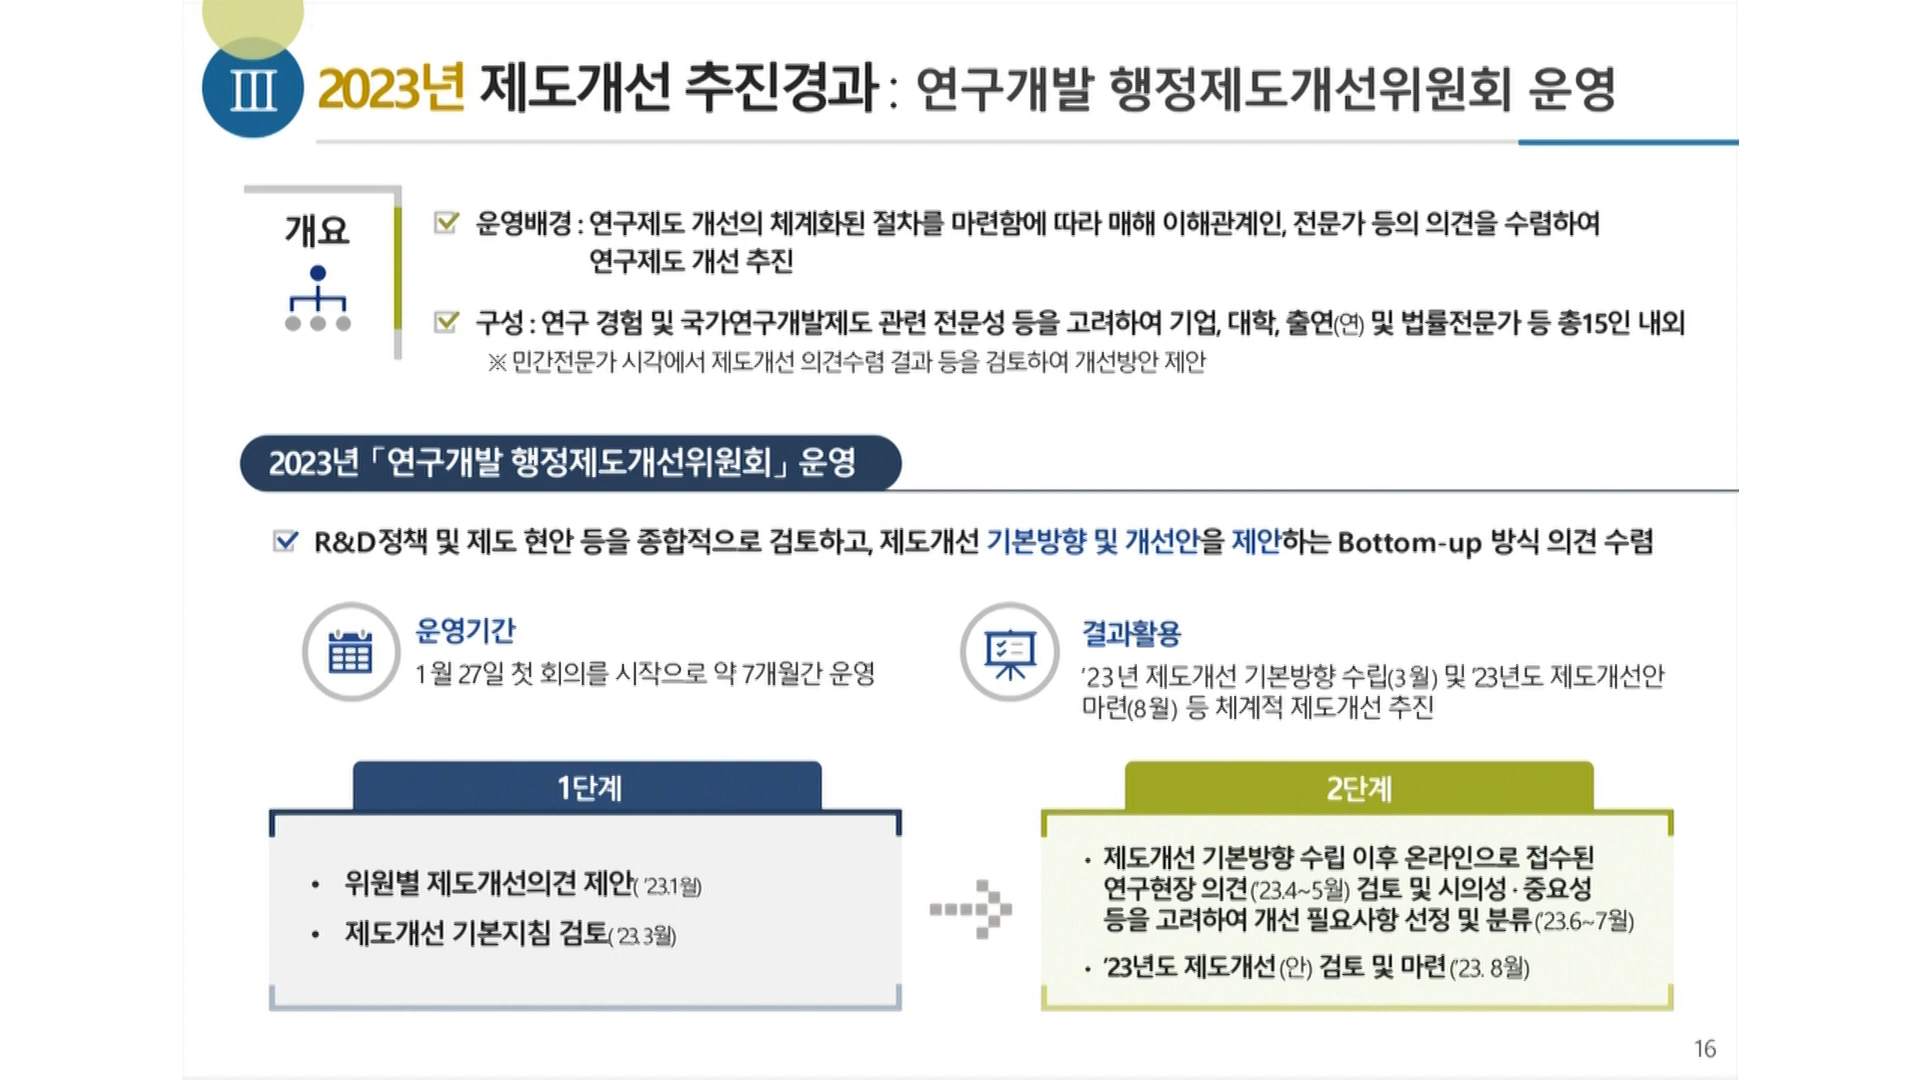 Ⅲ 2023년 제도개선 추진경과 : 연구개발 행정제도개선위원회 운영
개요
운영배경 : 연구제도 개선의 체계화된 절차를 마련함에 따라 매해 이해관계인, 전문가 등의 의견을 수렴하여
연구제도 개선 추진
구성 : 연구 경험 및 국가연구개발제도 관련 전문성 등을 고려하여 기업, 대학, 출연(연) 및 법률전문가 등 총15인 내외
※ 민간전문가 시각에서 제도개선 의견수렴 결과 등을 검토하여 개선방안 제안
2023년 「연구개발 행정제도개선위원회」 운영
R&D정책 및 제도 현안 등을 종합적으로 검토하고, 제도개선 기본방향 및 개선안을 제안하는 Bottom-up 방식 의견 수렴
운영기간
1월 27일 첫 회의를 시작으로 약 7개월간 운영
결과활용
'23년 제도개선 기본방향 수립(3월) 및 '23년도 제도개선안
마련(8월) 등 체계적 제도개선 추진
1단계
• 위원별 제도개선의견 제안( '23.1월)
• 제도개선 기본지침 검토( '23. 3월)
2단계
• 제도개선 기본방향 수립 이후 온라인으로 접수된
연구현장 의견('23.4~5월) 검토 및 시의성 · 중요성
등을 고려하여 개선 필요사항 선정 및 분류('23.6~7월)
• '23년도 제도개선(안) 검토 및 마련('23. 8월)
16